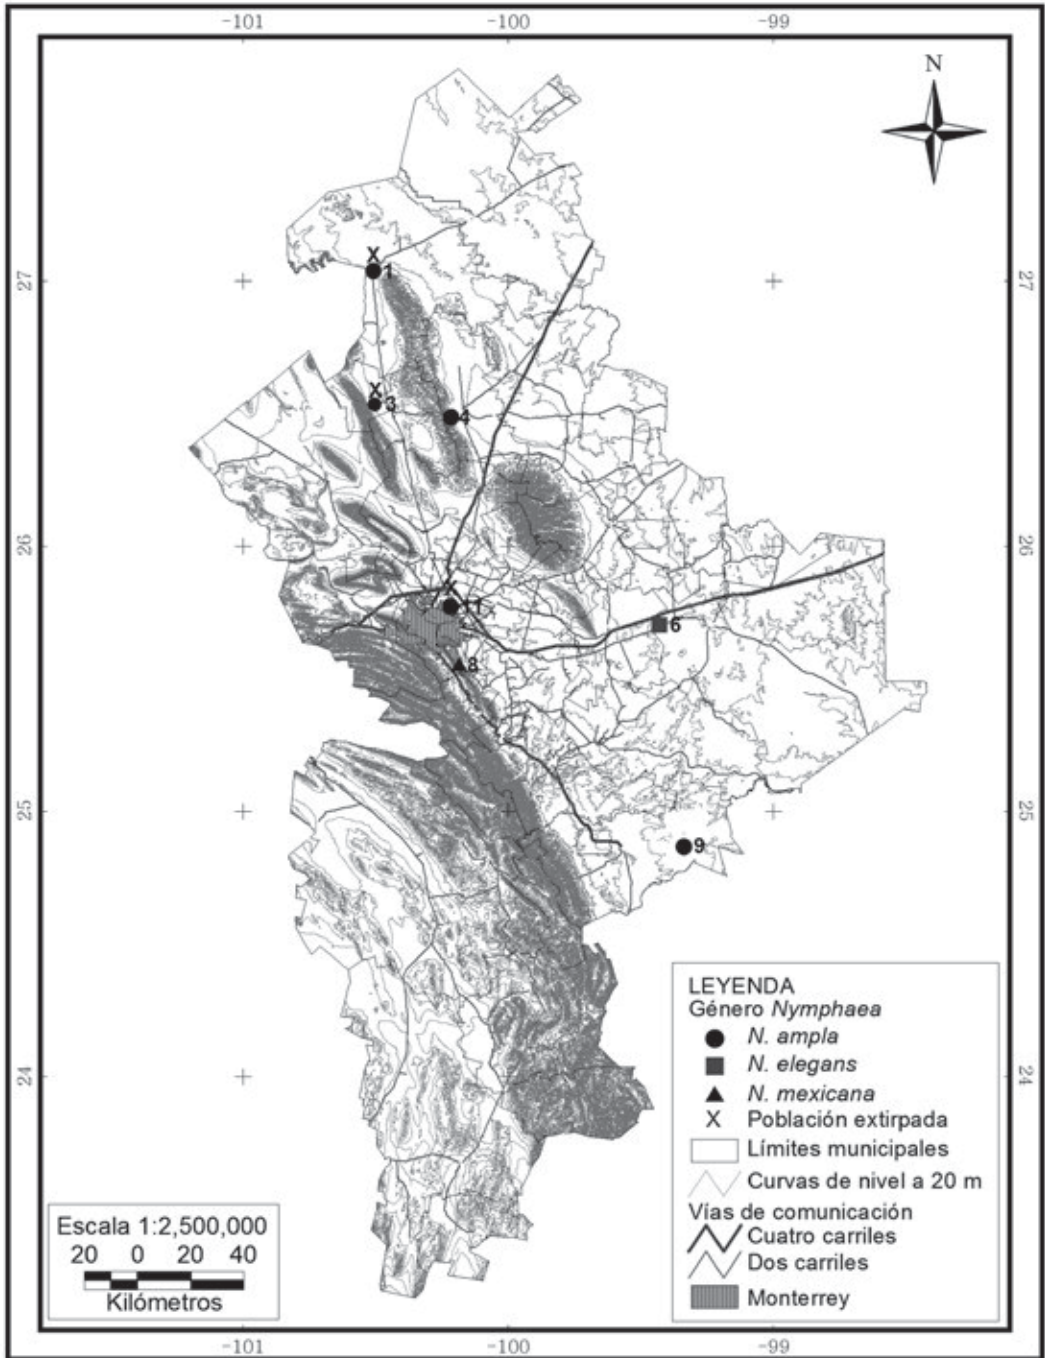 -101 -100 -99
N
27 27
X
1
X
3
4
26 26
X
11
6
8
25 25
9
24 24
LEYENDA
Género Nymphaea
N. ampla
N. elegans
N. mexicana
X Población extirpada
Límites municipales
Curvas de nivel a 20 m
Vías de comunicación
Cuatro carriles
Dos carriles
Monterrey
Escala 1:2,500,000
20 0 20 40
Kilómetros
-101 -100 -99